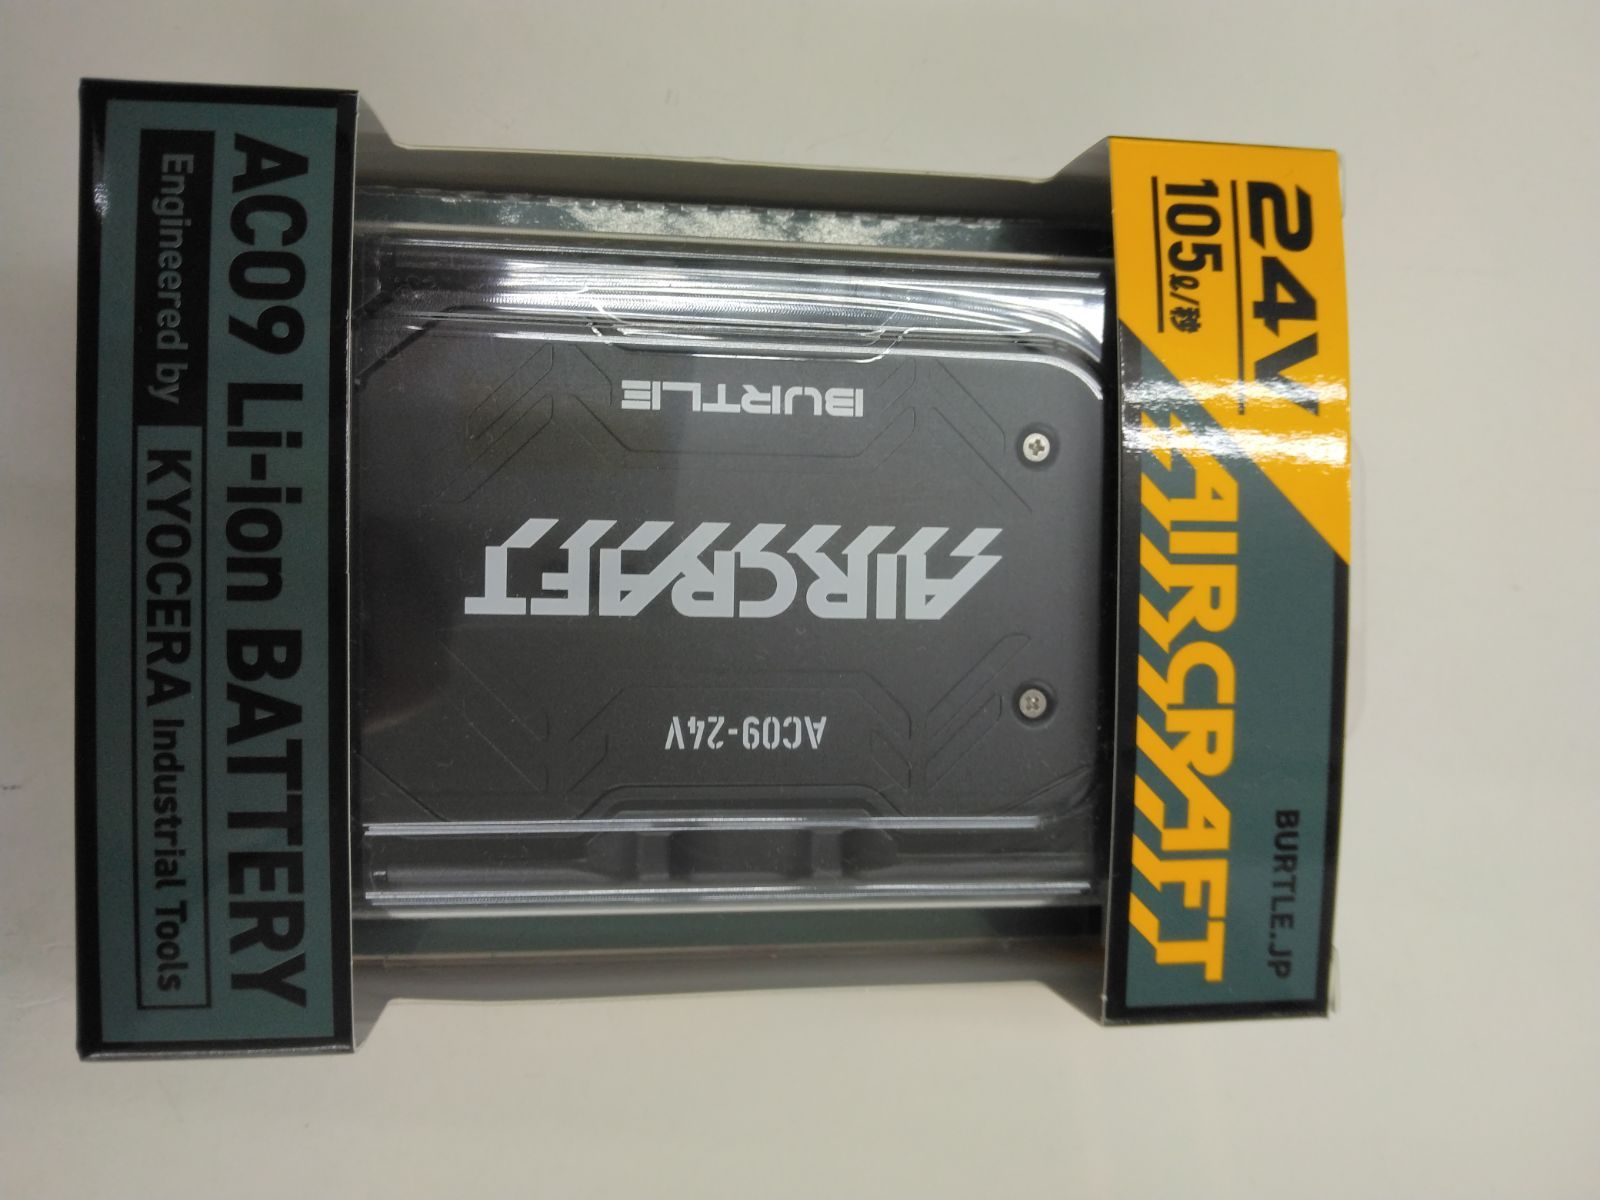 24V
105ℓ/秒
AIRCRAFT
BURTLE.JP
BURTLE
AIRCRAFT
AC09-24V
AC09 Li-ion BATTERY
Engineered by KYOCERA Industrial Tools